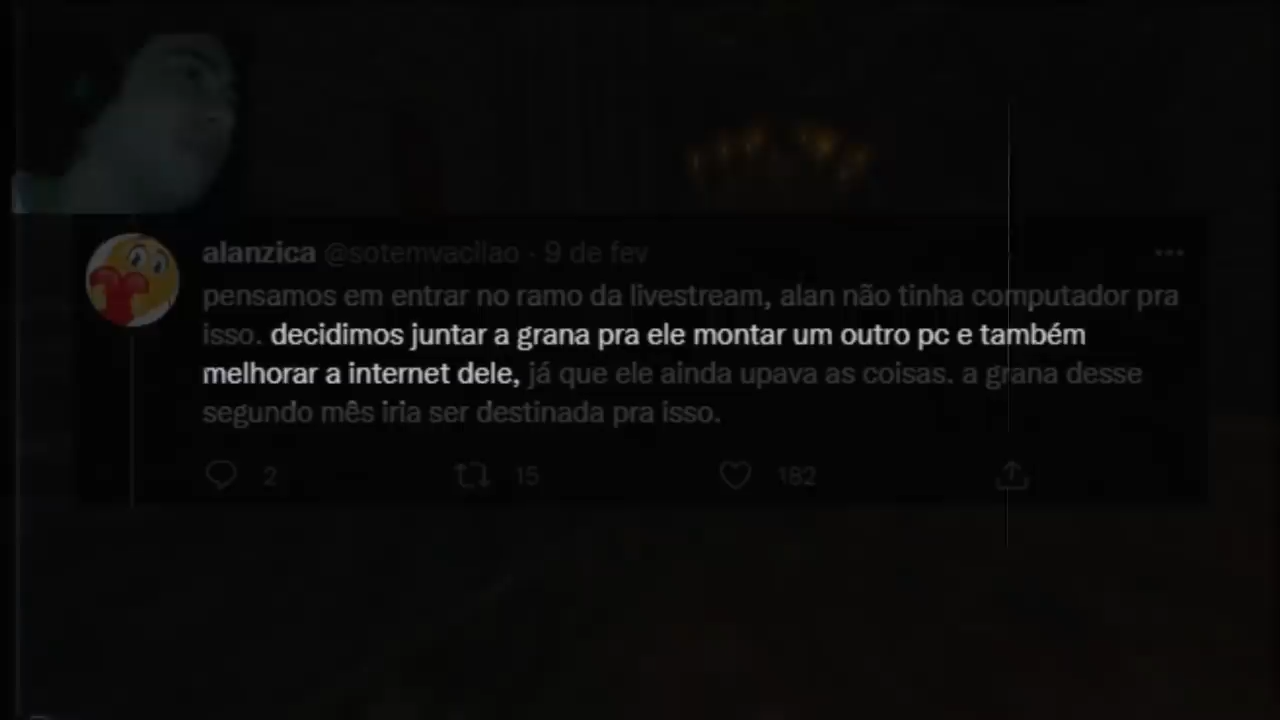 alanzica @sotemvacilao · 9 de fev
pensamos em entrar no ramo da livestream, alan não tinha computador pra
isso. decidimos juntar a grana pra ele montar um outro pc e também
melhorar a internet dele, já que ele ainda upava as coisas. a grana desse
segundo mês iria ser destinada pra isso.
2 15 182